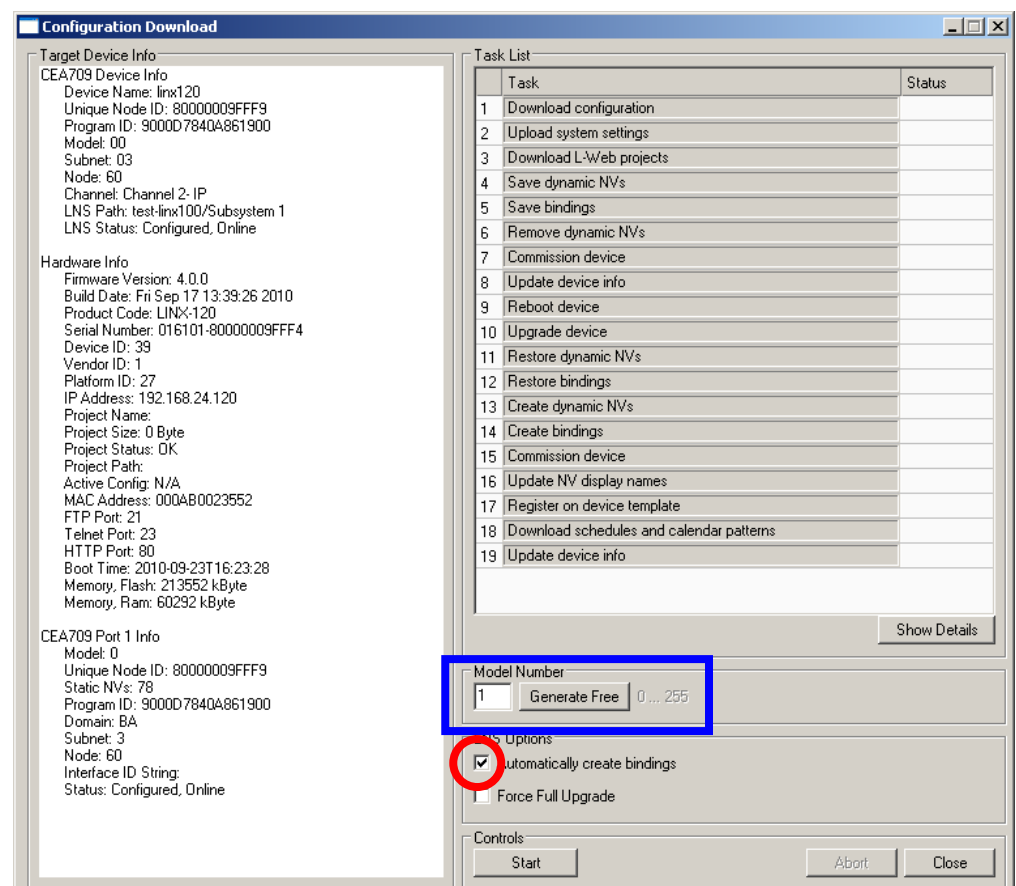 Configuration Download
Target Device Info
CEA709 Device Info
Device Name: linx120
Unique Node ID: 80000009FFF9
Program ID: 9000D7840A861900
Model: 00
Subnet: 03
Node: 60
Channel: Channel 2- IP
LNS Path: test-linx100/Subsystem 1
LNS Status: Configured, Online
Hardware Info
Firmware Version: 4.0.0
Build Date: Fri Sep 17 13:39:26 2010
Product Code: LINX-120
Serial Number: 016101-80000009FFF4
Device ID: 39
Vendor ID: 1
Platform ID: 27
IP Address: 192.168.24.120
Project Name:
Project Size: 0 Byte
Project Status: OK
Project Path:
Active Config: N/A
MAC Address: 000AB0023552
FTP Port: 21
Telnet Port: 23
HTTP Port: 80
Boot Time: 2010-09-23T16:23:28
Memory, Flash: 213552 kByte
Memory, Ram: 60292 kByte
CEA709 Port 1 Info
Model: 0
Unique Node ID: 80000009FFF9
Static NVs: 78
Program ID: 9000D7840A861900
Domain: BA
Subnet: 3
Node: 60
Interface ID String:
Status: Configured, Online
Task List
Task Status
1 Download configuration
2 Upload system settings
3 Download L-Web projects
4 Save dynamic NVs
5 Save bindings
6 Remove dynamic NVs
7 Commission device
8 Update device info
9 Reboot device
10 Upgrade device
11 Restore dynamic NVs
12 Restore bindings
13 Create dynamic NVs
14 Create bindings
15 Commission device
16 Update NV display names
17 Register on device template
18 Download schedules and calendar patterns
19 Update device info
Show Details
Model Number
1 Generate Free 0 ... 255
LNS Options
Automatically create bindings
Force Full Upgrade
Controls
Start Abort Close